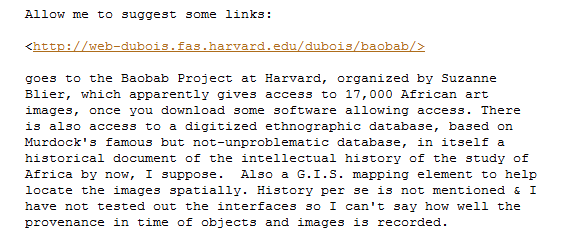 Allow me to suggest some links:
<http://web-dubois.fas.harvard.edu/dubois/baobab/>
goes to the Baobab Project at Harvard, organized by Suzanne
Blier, which apparently gives access to 17,000 African art
images, once you download some software allowing access. There
is also access to a digitized ethnographic database, based on
Murdock's famous but not-unproblematic database, in itself a
historical document of the intellectual history of the study of
Africa by now, I suppose.  Also a G.I.S. mapping element to help
locate the images spatially. History per se is not mentioned & I
have not tested out the interfaces so I can't say how well the
provenance in time of objects and images is recorded.